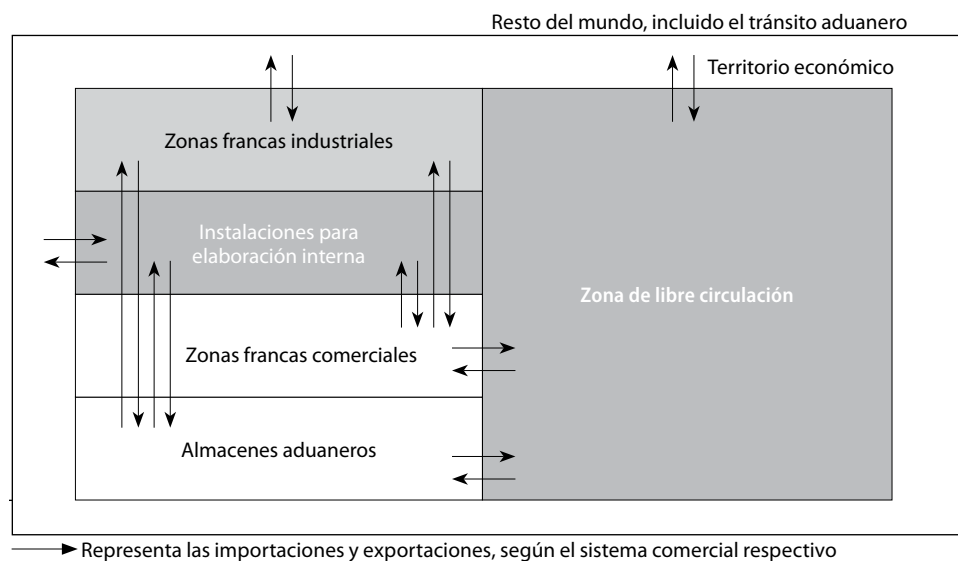 Resto del mundo, incluido el tránsito aduanero
Territorio económico
Zonas francas industriales
Instalaciones para
elaboración interna
Zona de libre circulación
Zonas francas comerciales
Almacenes aduaneros
Representa las importaciones y exportaciones, según el sistema comercial respectivo